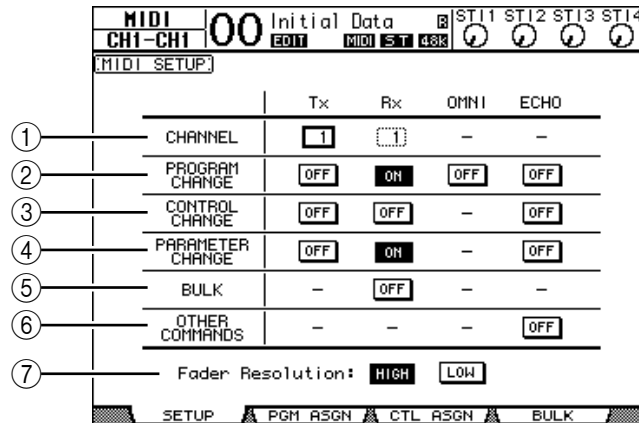 MIDI CH1-CH1 00 Initial Data R EDIT MIDI ST 48K ST1 ST2 ST3 ST4
MIDI SETUP
Tx Rx OMNI ECHO
① CHANNEL 1 1 – –
② PROGRAM CHANGE OFF ON OFF OFF
③ CONTROL CHANGE OFF OFF – OFF
④ PARAMETER CHANGE OFF ON – OFF
⑤ BULK – OFF – –
⑥ OTHER COMMANDS – – – OFF
⑦ Fader Resolution: HIGH LOW
SETUP PGM ASGN CTL ASGN BULK